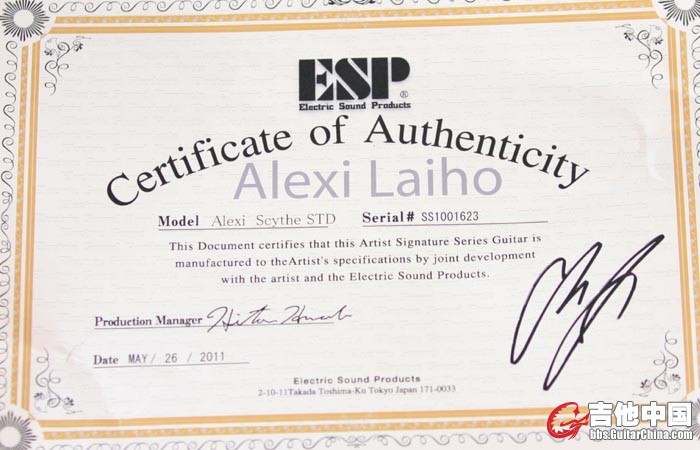 ESP®
Electric Sound Products
Certificate of Authenticity
Alexi Laiho
Model Alexi Scythe STD Serial# SS1001623
This Document certifies that this Artist Signature Series Guitar is
manufactured to theArtist's specifications by joint development
with the artist and the Electric Sound Products.
Production Manager
Date MAY/ 26 / 2011
Electric Sound Products
2-10-11Takada Toshima-Ku Tokyo Japan 171-0033
吉他中国
bbs.GuitarChina.com